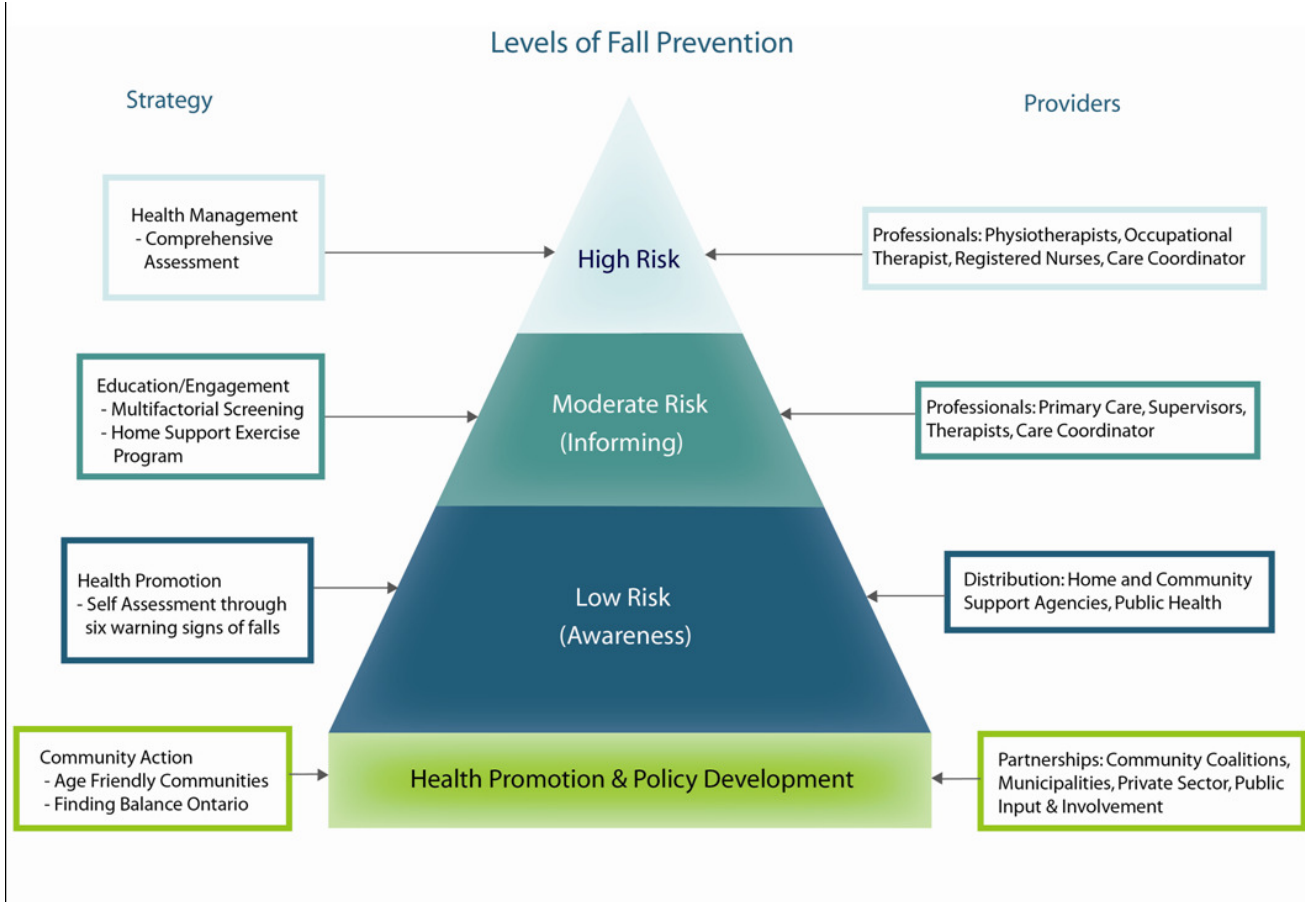 Levels of Fall Prevention
Strategy
Providers
Health Management
- Comprehensive
Assessment
High Risk
Professionals: Physiotherapists, Occupational
Therapist, Registered Nurses, Care Coordinator
Education/Engagement
- Multifactorial Screening
- Home Support Exercise
Program
Moderate Risk
(Informing)
Professionals: Primary Care, Supervisors,
Therapists, Care Coordinator
Health Promotion
- Self Assessment through
six warning signs of falls
Low Risk
(Awareness)
Distribution: Home and Community
Support Agencies, Public Health
Community Action
- Age Friendly Communities
- Finding Balance Ontario
Health Promotion & Policy Development
Partnerships: Community Coalitions,
Municipalities, Private Sector, Public
Input & Involvement